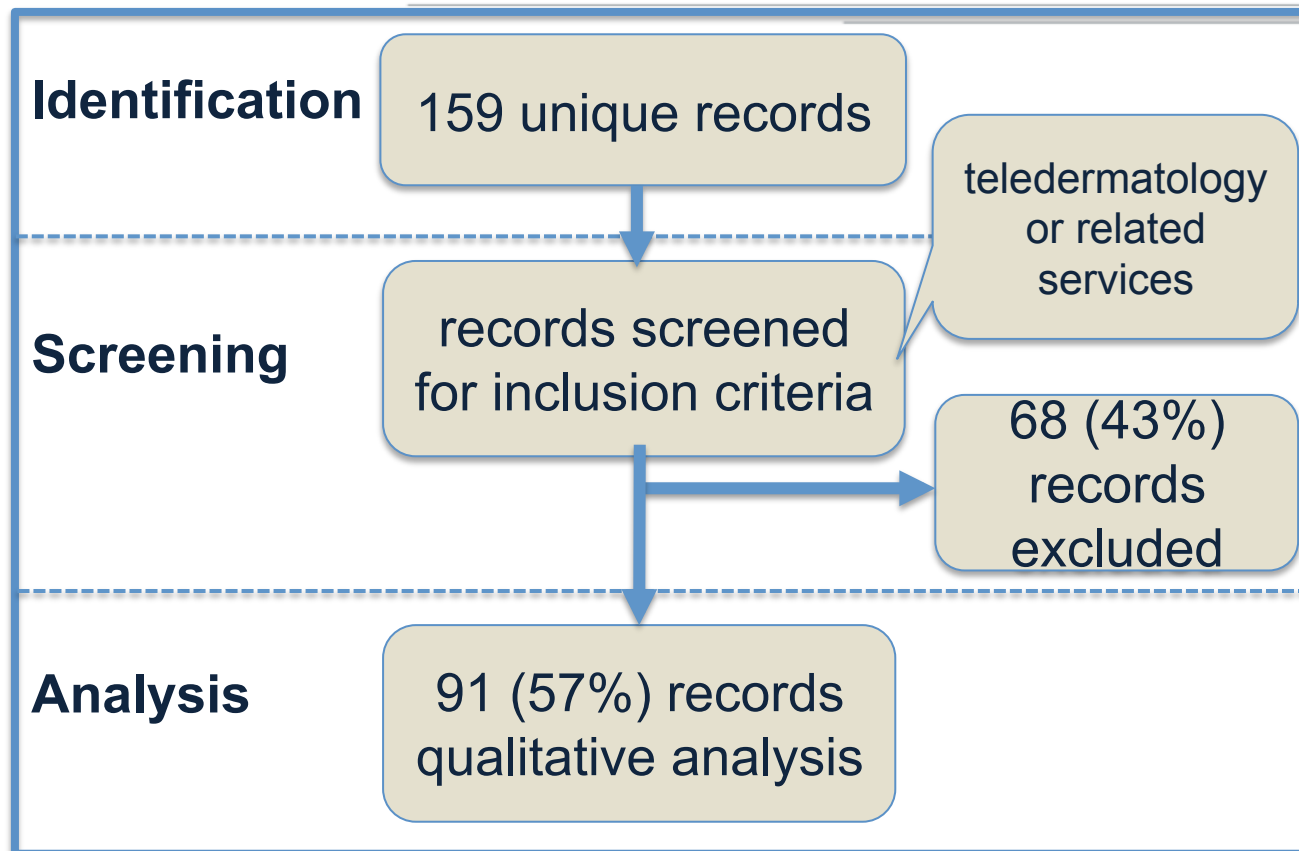 Identification
159 unique records
teledermatology
or related
services
Screening
records screened
for inclusion criteria
68 (43%)
records
excluded
Analysis
91 (57%) records
qualitative analysis